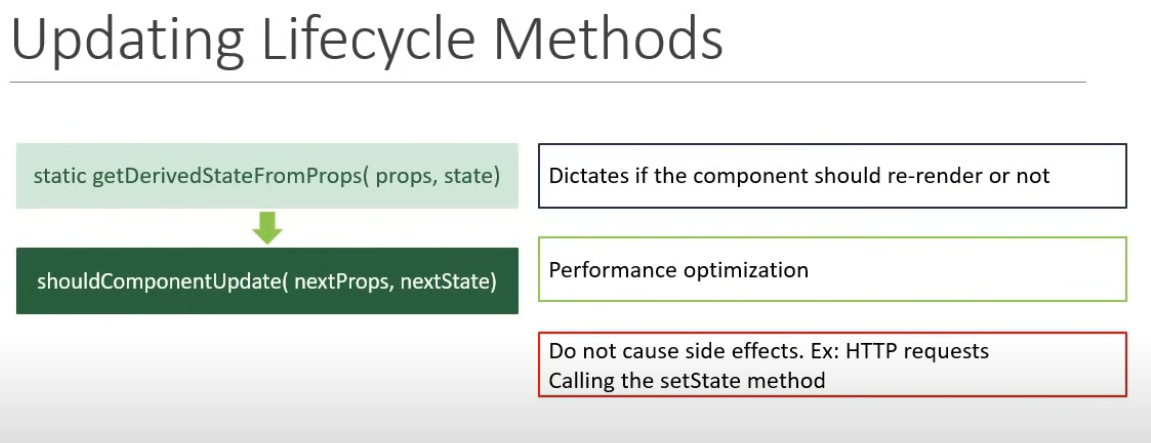 Updating Lifecycle Methods
static getDerivedStateFromProps( props, state)
Dictates if the component should re-render or not
shouldComponentUpdate( nextProps, nextState)
Performance optimization
Do not cause side effects. Ex: HTTP requests
Calling the setState method